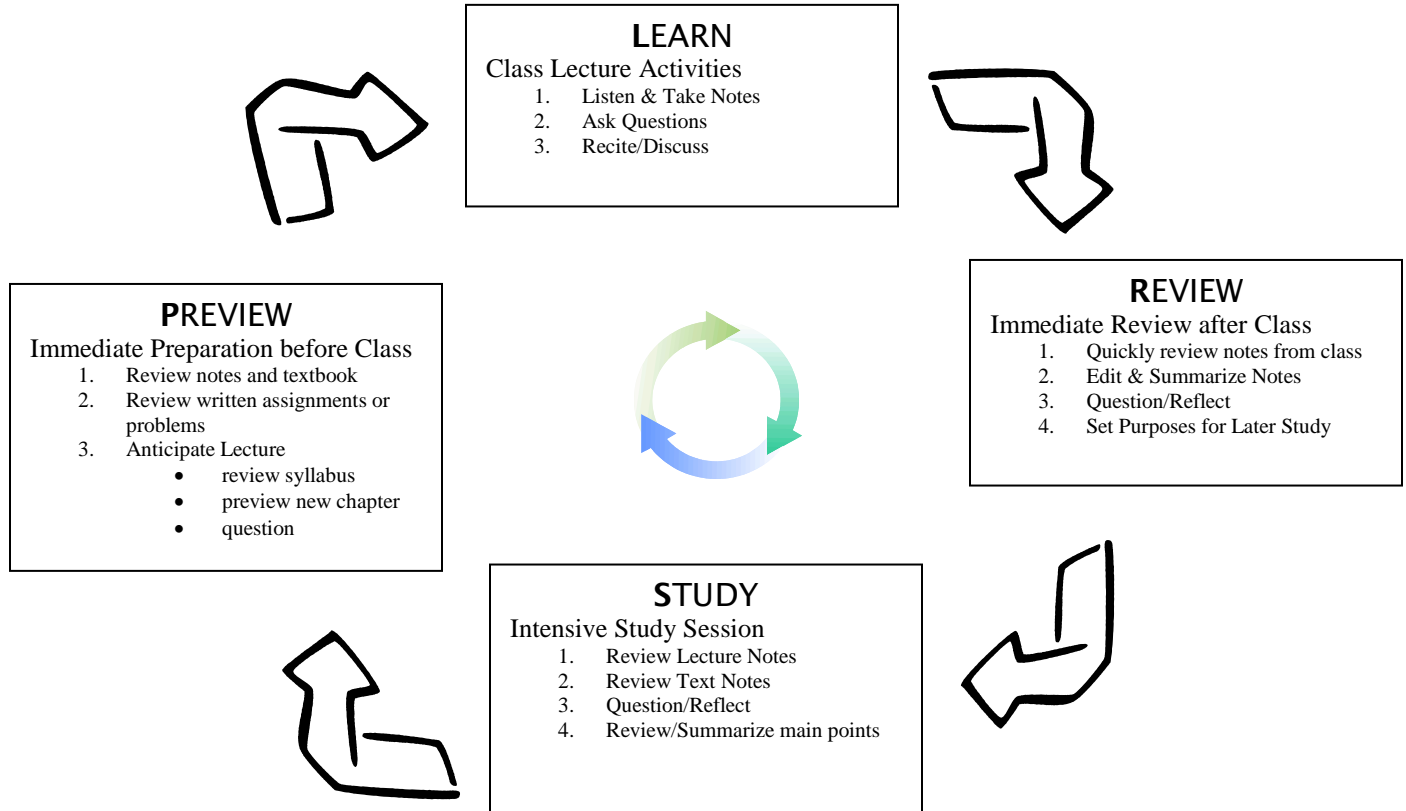 LEARN
Class Lecture Activities
1. Listen & Take Notes
2. Ask Questions
3. Recite/Discuss
REVIEW
Immediate Review after Class
1. Quickly review notes from class
2. Edit & Summarize Notes
3. Question/Reflect
4. Set Purposes for Later Study
PREVIEW
Immediate Preparation before Class
1. Review notes and textbook
2. Review written assignments or
problems
3. Anticipate Lecture
• review syllabus
• preview new chapter
• question
STUDY
Intensive Study Session
1. Review Lecture Notes
2. Review Text Notes
3. Question/Reflect
4. Review/Summarize main points